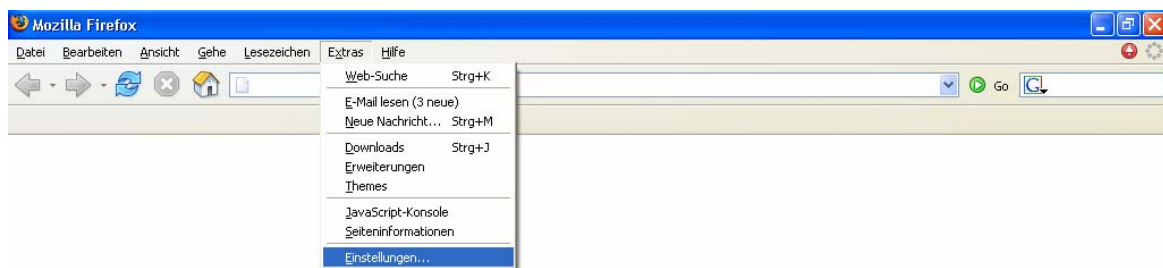 Mozilla Firefox
Datei Bearbeiten Ansicht Gehe Lesezeichen Extras Hilfe
Go G
Web-Suche Strg+K
E-Mail lesen (3 neue)
Neue Nachricht... Strg+M
Downloads Strg+J
Erweiterungen
Themes
JavaScript-Konsole
Seiteninformationen
Einstellungen...